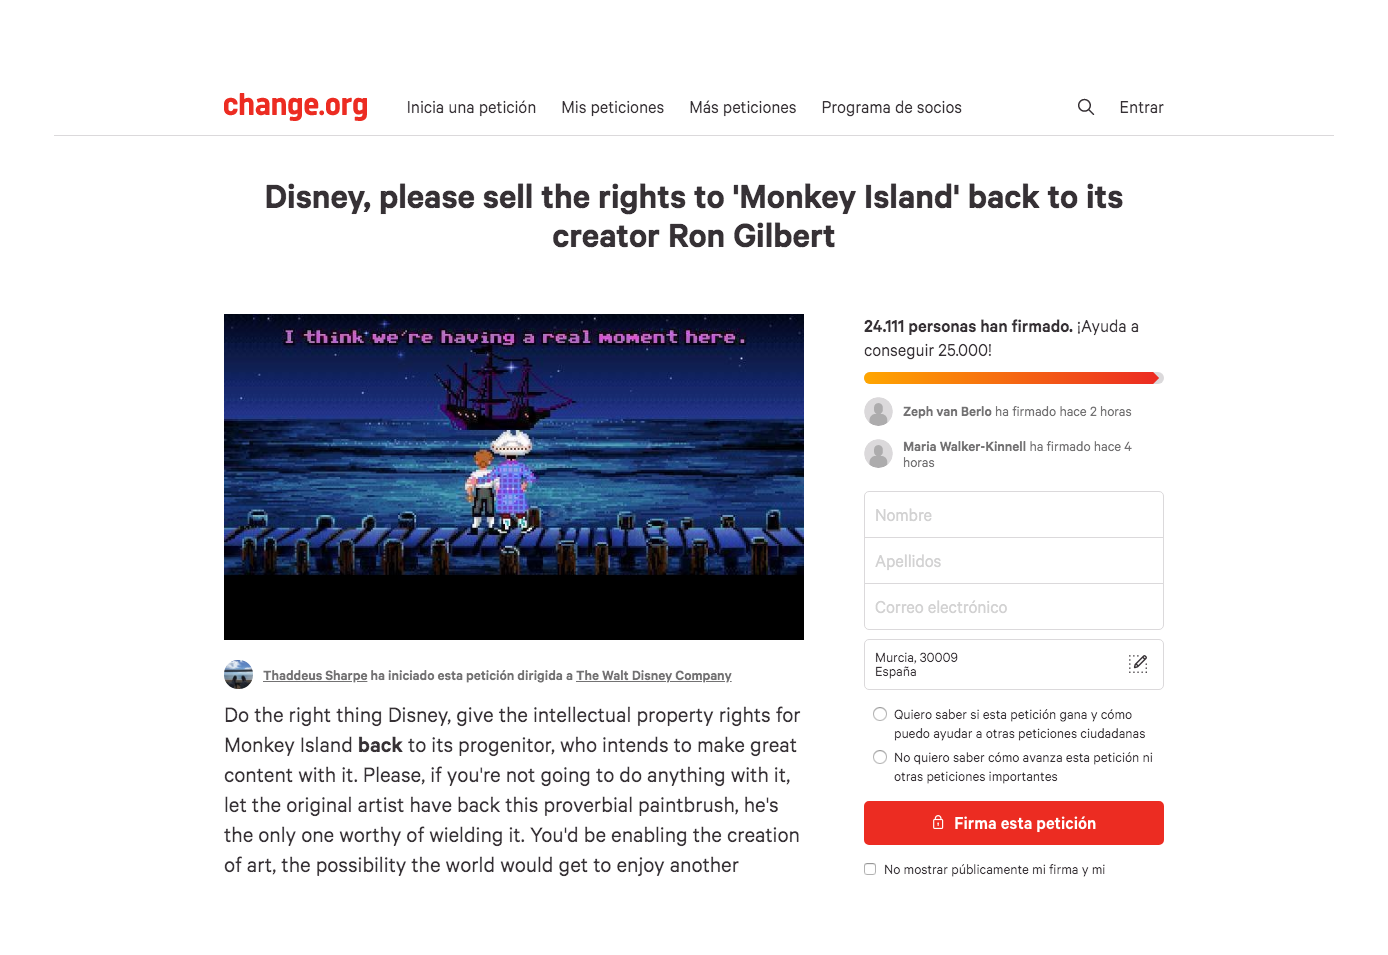 change.org
Inicia una petición
Mis peticiones
Más peticiones
Programa de socios
Entrar
Disney, please sell the rights to 'Monkey Island' back to its
creator Ron Gilbert
I think we're having a real moment here.
Thaddeus Sharpe ha iniciado esta petición dirigida a The Walt Disney Company
Do the right thing Disney, give the intellectual property rights for
Monkey Island back to its progenitor, who intends to make great
content with it. Please, if you're not going to do anything with it,
let the original artist have back this proverbial paintbrush, he's
the only one worthy of wielding it. You'd be enabling the creation
of art, the possibility the world would get to enjoy another
24.111 personas han firmado. ¡Ayuda a
conseguir 25.000!
Zeph van Berlo ha firmado hace 2 horas
Maria Walker-Kinnell ha firmado hace 4
horas
Nombre
Apellidos
Correo electrónico
Murcia, 30009
España
Quiero saber si esta petición gana y cómo
puedo ayudar a otras peticiones ciudadanas
No quiero saber cómo avanza esta petición ni
otras peticiones importantes
Firma esta petición
No mostrar públicamente mi firma y mi